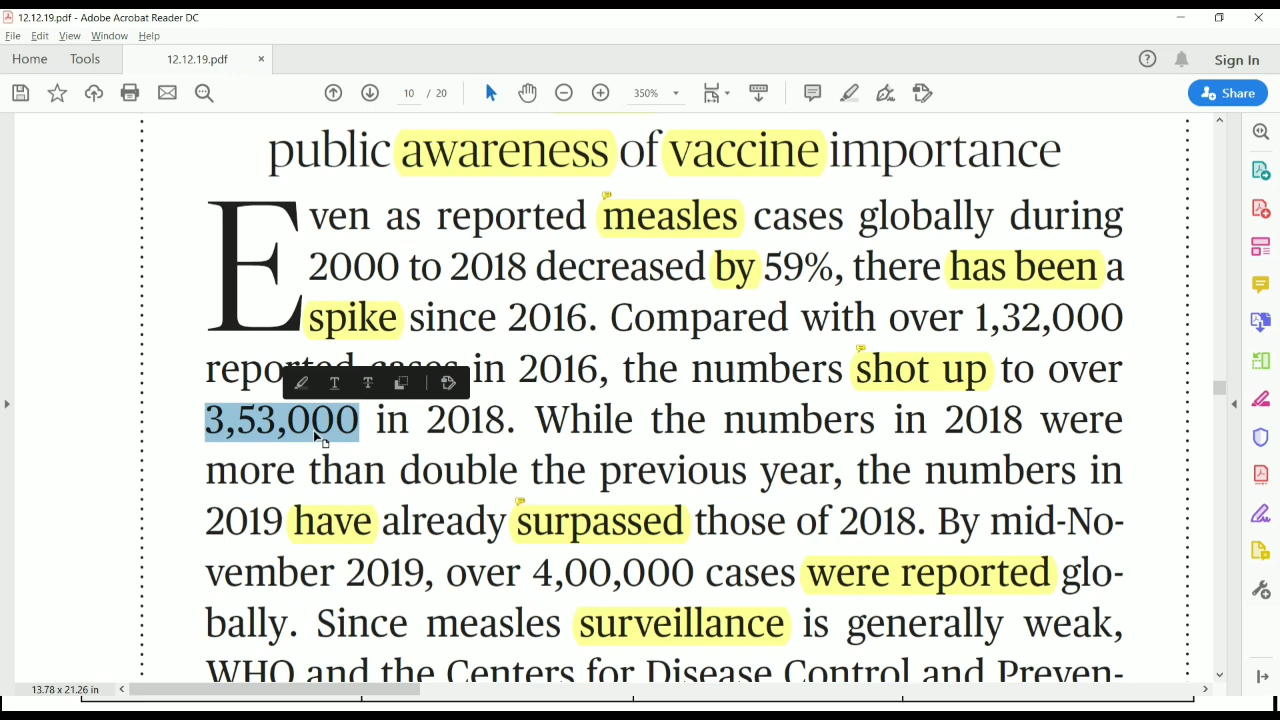 12.12.19.pdf - Adobe Acrobat Reader DC
File Edit View Window Help
Home Tools 12.12.19.pdf × Sign In
10 / 20 350% Share
public awareness of vaccine importance
Even as reported measles cases globally during
2000 to 2018 decreased by 59%, there has been a
spike since 2016. Compared with over 1,32,000
reported cases in 2016, the numbers shot up to over
3,53,000 in 2018. While the numbers in 2018 were
more than double the previous year, the numbers in
2019 have already surpassed those of 2018. By mid-No-
vember 2019, over 4,00,000 cases were reported glo-
bally. Since measles surveillance is generally weak,
WHO and the Centers for Disease Control and Preven-
13.78 x 21.26 in